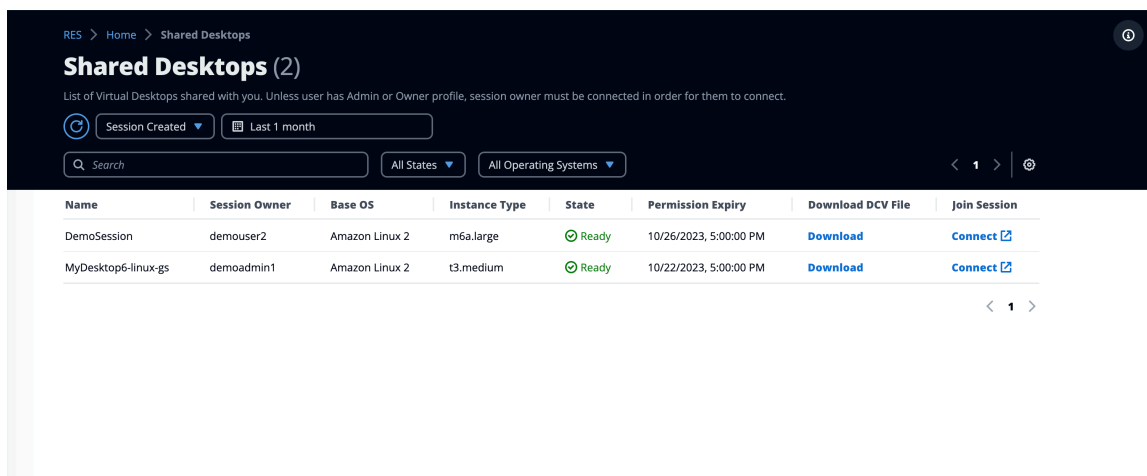 RES > Home > Shared Desktops
Shared Desktops (2)
List of Virtual Desktops shared with you. Unless user has Admin or Owner profile, session owner must be connected in order for them to connect.
Session Created Last 1 month
Search All States All Operating Systems < 1 >
Name Session Owner Base OS Instance Type State Permission Expiry Download DCV File Join Session
DemoSession demouser2 Amazon Linux 2 m6a.large Ready 10/26/2023, 5:00:00 PM Download Connect
MyDesktop6-linux-gs demoadmin1 Amazon Linux 2 t3.medium Ready 10/22/2023, 5:00:00 PM Download Connect
< 1 >